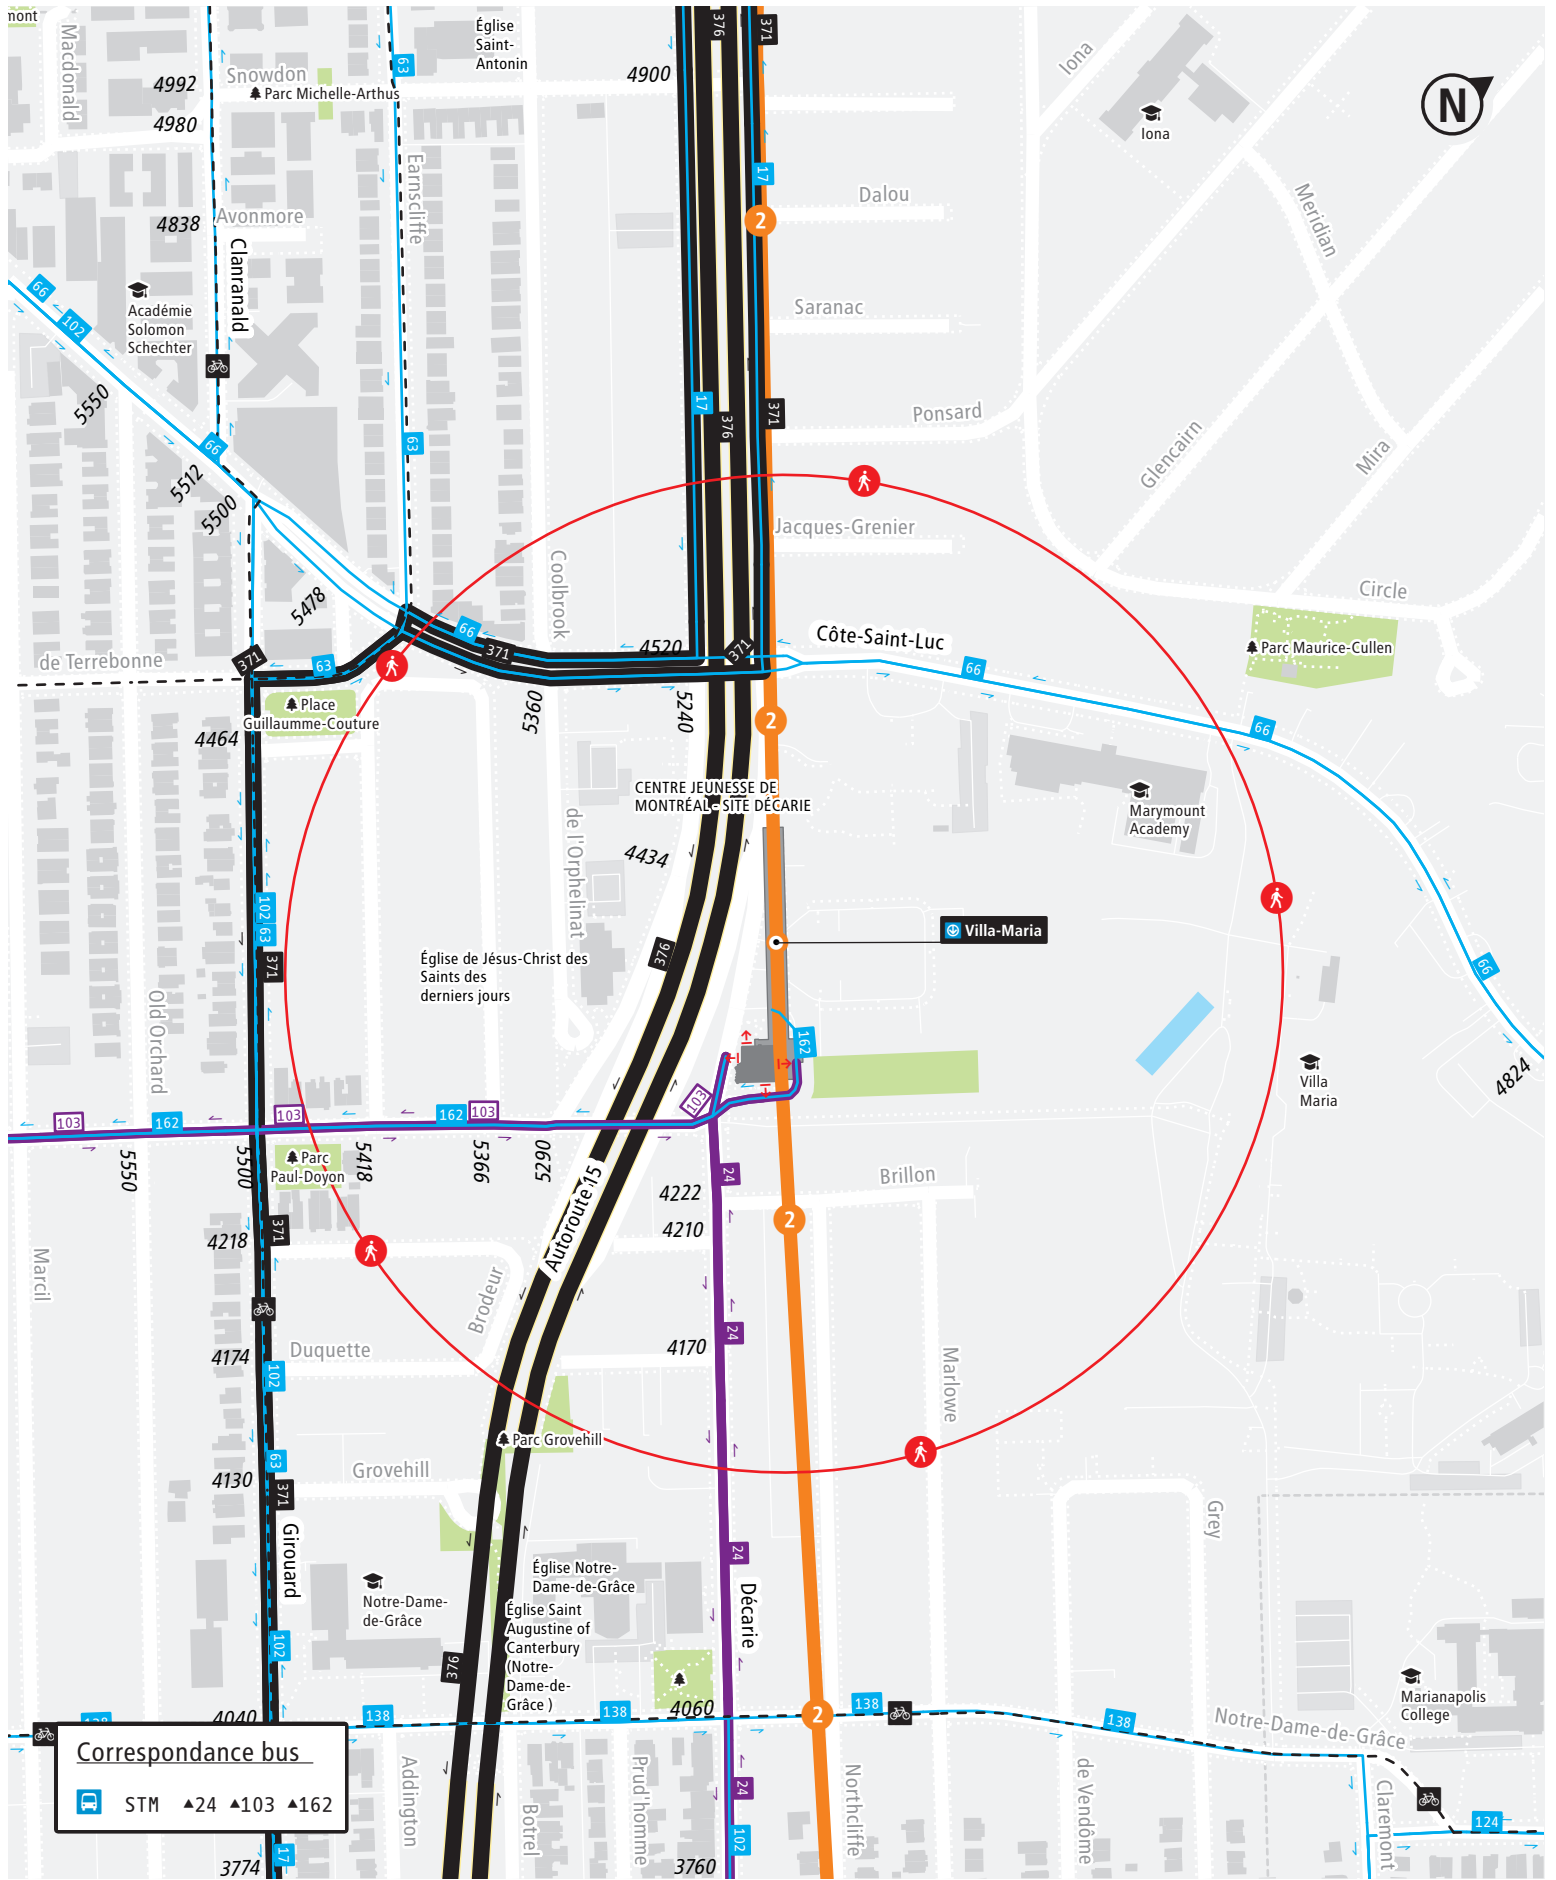 mont
Macdonald
Snowdon
4992
4980
Parc Michelle-Arthus
63
Église
Saint-
Antonin
4900
376
371
Iona
Iona
N
Earnscliffe
17
Dalou
Meridian
4838
Avonmore
Clanranald
2
66
102
Académie
Solomon
Schechter
Saranac
5550
17
376
371
Ponsard
Glencairn
Mira
66
63
5512
5500
Jacques-Grenier
Coolbrook
5478
Circle
66
371
4520
371
Côte-Saint-Luc
66
Parc Maurice-Cullen
de Terrebonne
371
63
Place
Guillaumme-Couture
4464
5360
5240
2
66
CENTRE JEUNESSE DE
MONTRÉAL - SITE DÉCARIE
Marymount
Academy
4434
de l'Orphelinat
102
63
371
376
Villa-Maria
Église de Jésus-Christ des
Saints des
derniers jours
66
Old Orchard
162
4824
Villa
Maria
103
162
103
162
103
103
5550
5500
Parc
Paul-Doyon
5418
5366
0625
24
4222
Brillon
4210
2
4218
371
Autoroute 15
Marcil
Brodeur
24
4170
4174
Duquette
102
Marlowe
Parc Grovehill
63
4130
Grovehill
371
Grey
Girouard
24
Église Notre-
Dame-de-Grâce
Notre-Dame-
de-Grâce
Église Saint
Augustine of
Canterbury
(Notre-
Dame-de-
Grâce )
Décarie
102
376
Marianapolis
College
4040
138
138
138
4060
2
138
138
Notre-Dame-de-Grâce
Correspondance bus
STM 24 103 162
Addington
Botrel
Prud'homme
24
102
Northcliffe
de Vendôme
Claremont
124
3774
17
3760